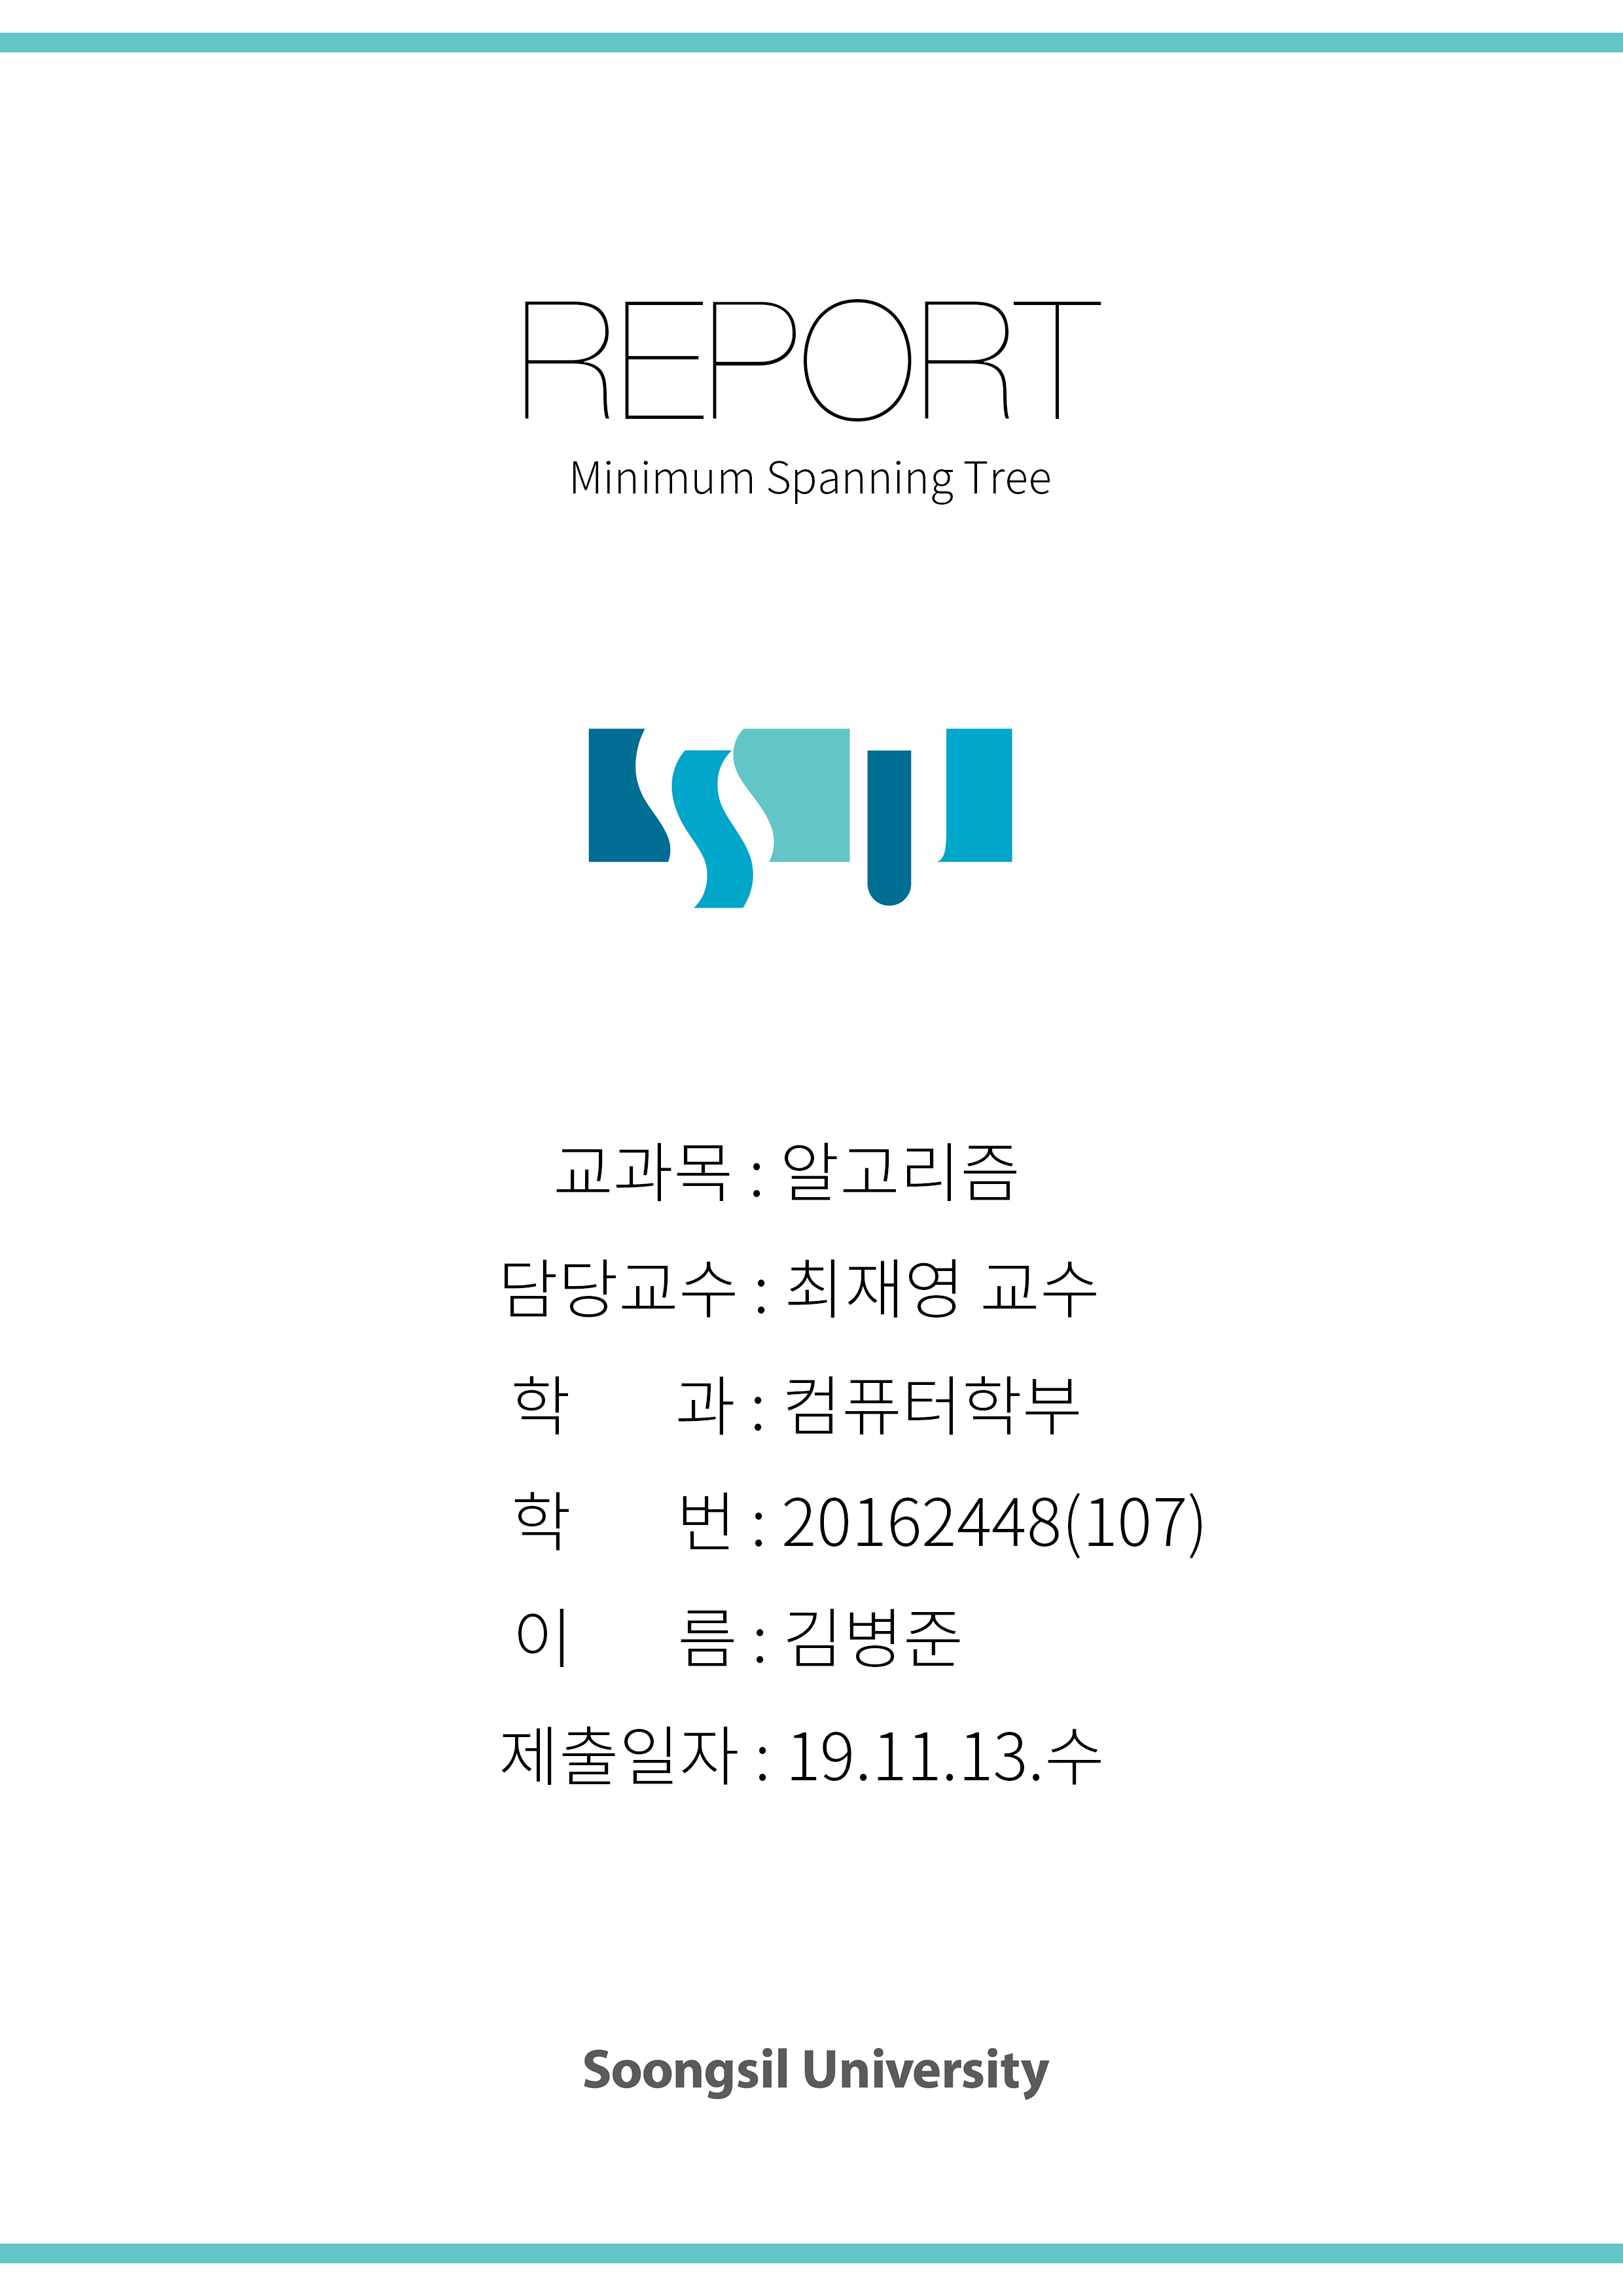 REPORT
Minimum Spanning Tree
교과목 : 알고리즘
담당교수 : 최재영 교수
학 과 : 컴퓨터학부
학 번 : 20162448(107)
이 름 : 김병준
제출일자 : 19.11.13.수
Soongsil University